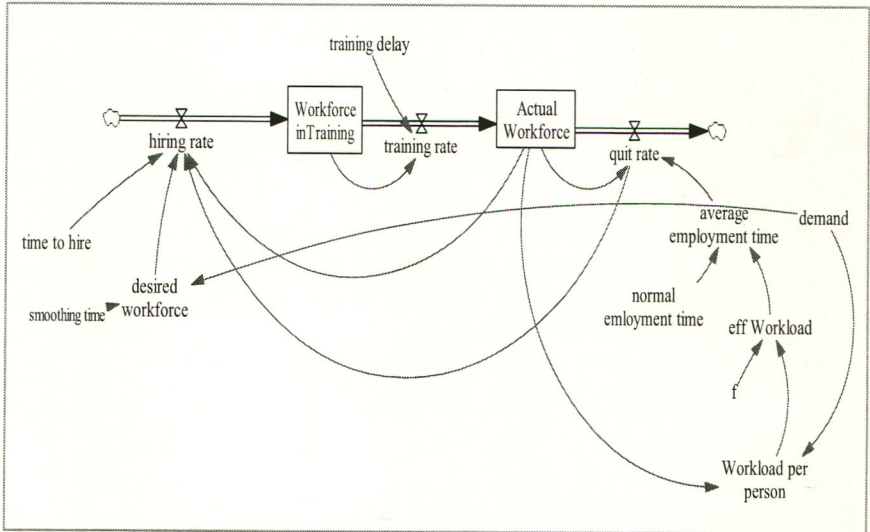 training delay
Workforce
inTraining
Actual
Workforce
hiring rate
training rate
quit rate
time to hire
average
employment time
demand
desired
workforce
smoothing time
normal
emloyment time
eff Workload
f
Workload per
person